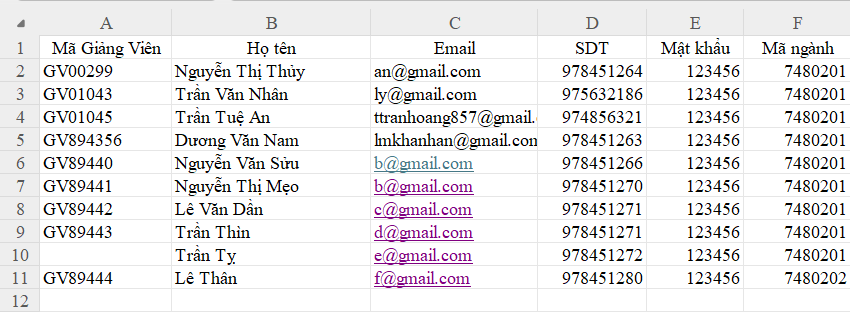 A B C D E F
1 Mã Giảng Viên Họ tên Email SDT Mật khẩu Mã ngành
2 GV00299 Nguyễn Thị Thùy an@gmail.com 978451264 123456 7480201
3 GV01043 Trần Văn Nhân ly@gmail.com 975632186 123456 7480201
4 GV01045 Trần Tuệ An ttranhoang857@gmail.c 974856321 123456 7480201
5 GV894356 Dương Văn Nam lmkhanhan@gmail.com 978451263 123456 7480201
6 GV89440 Nguyễn Văn Sửu b@gmail.com 978451266 123456 7480201
7 GV89441 Nguyễn Thị Mẹo b@gmail.com 978451270 123456 7480201
8 GV89442 Lê Văn Dần c@gmail.com 978451271 123456 7480201
9 GV89443 Trần Thìn d@gmail.com 978451271 123456 7480201
10 Trần Tỵ e@gmail.com 978451272 123456 7480201
11 GV89444 Lê Thân f@gmail.com 978451280 123456 7480202
12